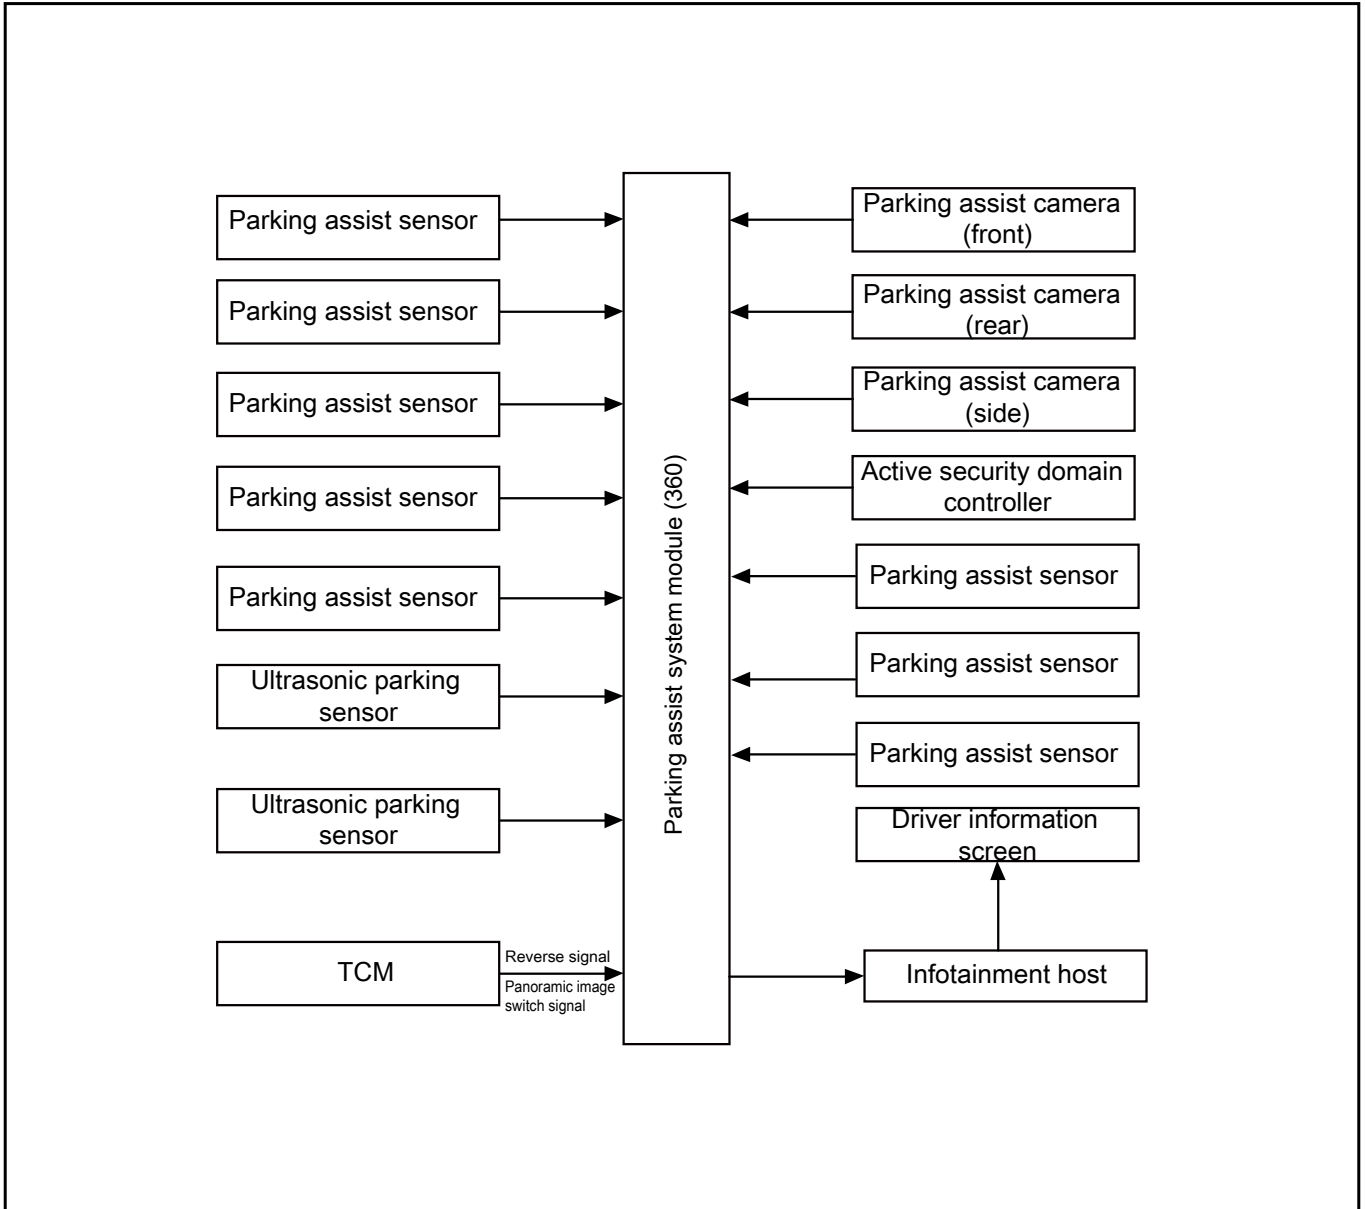 Parking assist sensor
Parking assist sensor
Parking assist sensor
Parking assist sensor
Parking assist sensor
Ultrasonic parking
sensor
Ultrasonic parking
sensor
TCM
Reverse signal
Panoramic image
switch signal
Parking assist system module (360)
Parking assist camera
(front)
Parking assist camera
(rear)
Parking assist camera
(side)
Active security domain
controller
Parking assist sensor
Parking assist sensor
Parking assist sensor
Driver information
screen
Infotainment host